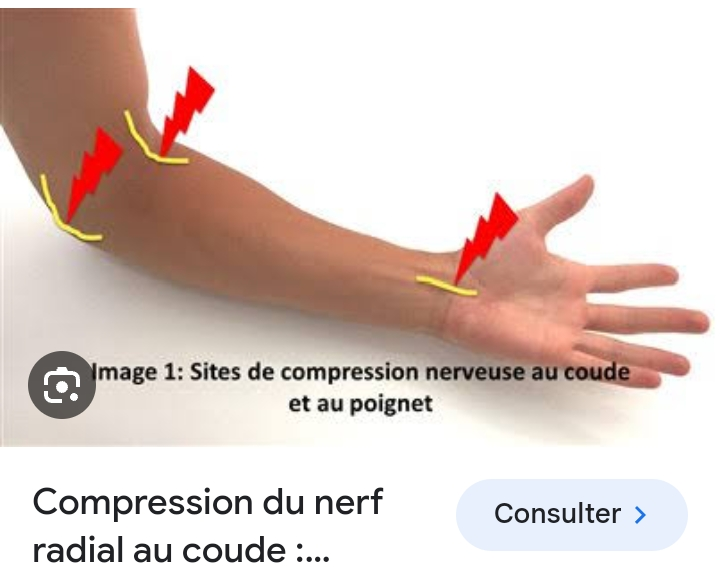 Image 1: Sites de compression nerveuse au coude
et au poignet
Compression du nerf
radial au coude :...
Consulter